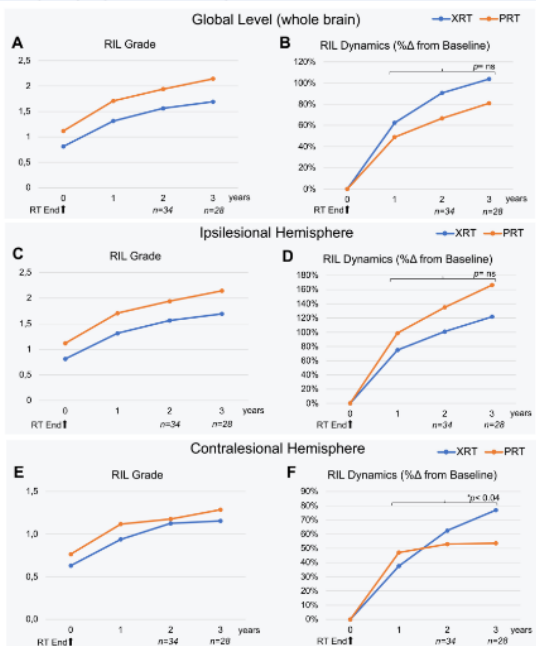 Global Level (whole brain)
XRT PRT
A
RIL Grade
2,5
2
1,5
1
0,5
0
0 1 2 3 years
RT End⬆ n=34 n=28
B
RIL Dynamics (%Δ from Baseline)
p= ns
120%
100%
80%
60%
40%
20%
0%
0 1 2 3 years
RT End⬆ n=34 n=28
Ipsilesional Hemisphere
XRT PRT
C
RIL Grade
2,5
2
1,5
1
0,5
0
0 1 2 3 years
RT End⬆ n=34 n=28
D
RIL Dynamics (%Δ from Baseline)
p= ns
180%
160%
140%
120%
100%
80%
60%
40%
20%
0%
0 1 2 3 years
RT End⬆ n=34 n=28
Contralesional Hemisphere
XRT PRT
E
RIL Grade
1,5
1,0
0,5
0,0
0 1 2 3 years
RT End⬆ n=34 n=28
F
RIL Dynamics (%Δ from Baseline)
*p< 0.04
90%
80%
70%
60%
50%
40%
30%
20%
10%
0%
0 1 2 3 years
RT End⬆ n=34 n=28